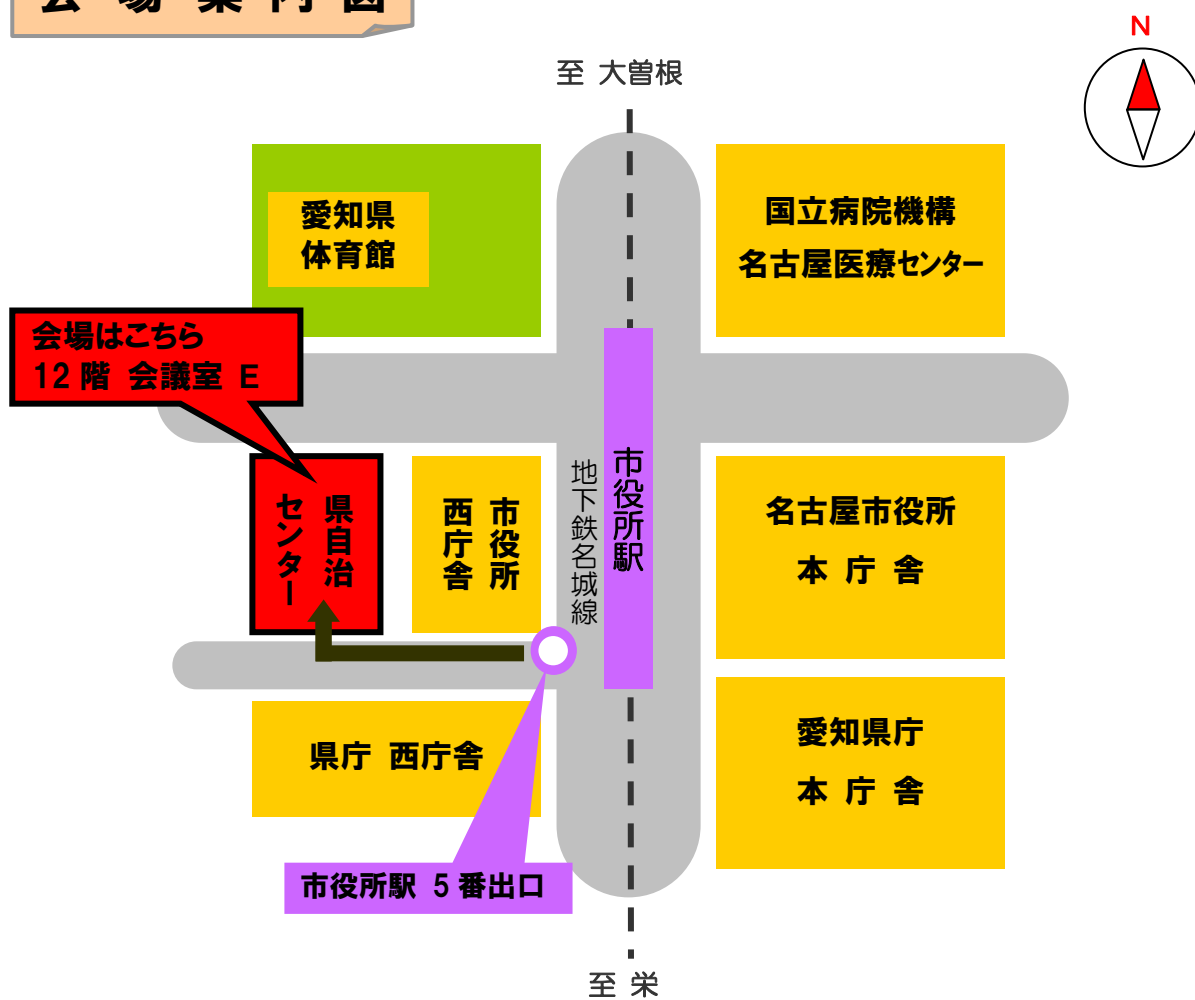 会 場 案 内 図
N
至 大曽根
愛知県
体育館
国立病院機構
名古屋医療センター
会場はこちら
12 階 会議室 E
県自治
センター
市役所
西庁舎
地下鉄名城線
市役所駅
名古屋市役所
本 庁 舎
県庁 西庁舎
愛知県庁
本 庁 舎
市役所駅 5 番出口
至 栄